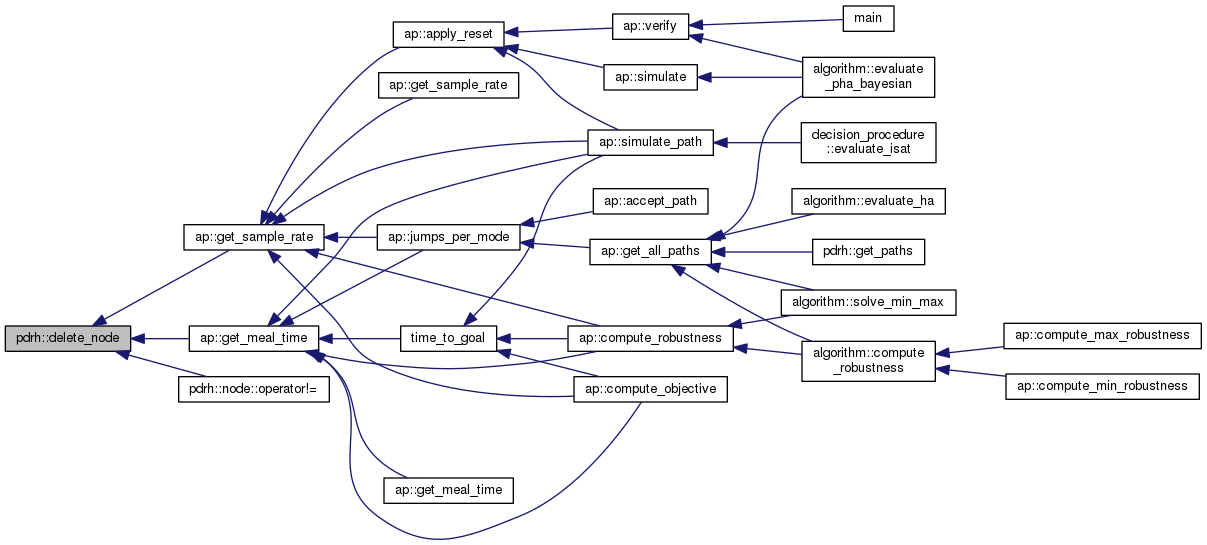 ap::apply_reset
ap::verify
main
ap::get_sample_rate
ap::simulate
algorithm::evaluate
_pha_bayesian
ap::simulate_path
decision_procedure
::evaluate_isat
ap::get_sample_rate
ap::jumps_per_mode
ap::accept_path
ap::get_all_paths
algorithm::evaluate_ha
pdrh::get_paths
algorithm::solve_min_max
pdrh::delete_node
ap::get_meal_time
time_to_goal
ap::compute_robustness
algorithm::compute
_robustness
ap::compute_max_robustness
ap::compute_min_robustness
pdrh::node::operator!=
ap::compute_objective
ap::get_meal_time